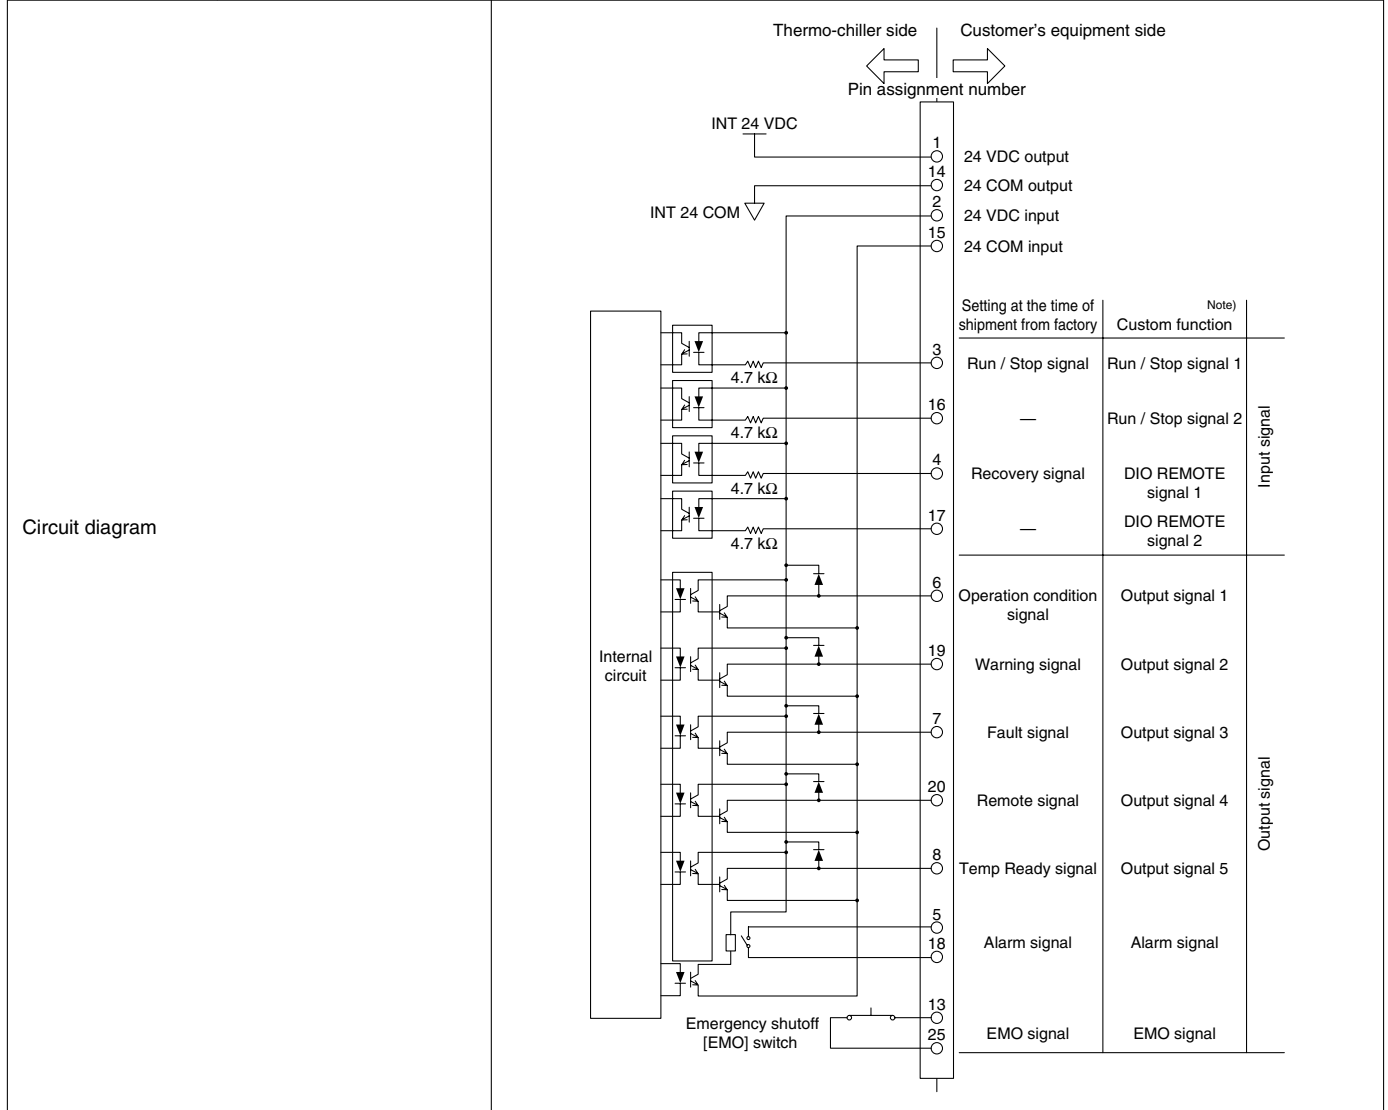 Circuit diagram
Thermo-chiller side
Customer's equipment side
Pin assignment number
INT 24 VDC
1
24 VDC output
14
24 COM output
INT 24 COM
2
24 VDC input
15
24 COM input
Setting at the time of
shipment from factory
Note)
Custom function
3
Run / Stop signal
Run / Stop signal 1
4.7 kΩ
16
—
Run / Stop signal 2
4.7 kΩ
4
Recovery signal
DIO REMOTE
signal 1
4.7 kΩ
17
—
DIO REMOTE
signal 2
4.7 kΩ
Input signal
6
Operation condition
signal
Output signal 1
Internal
circuit
19
Warning signal
Output signal 2
7
Fault signal
Output signal 3
20
Remote signal
Output signal 4
8
Temp Ready signal
Output signal 5
5
18
Alarm signal
Alarm signal
Output signal
Emergency shutoff
[EMO] switch
13
25
EMO signal
EMO signal